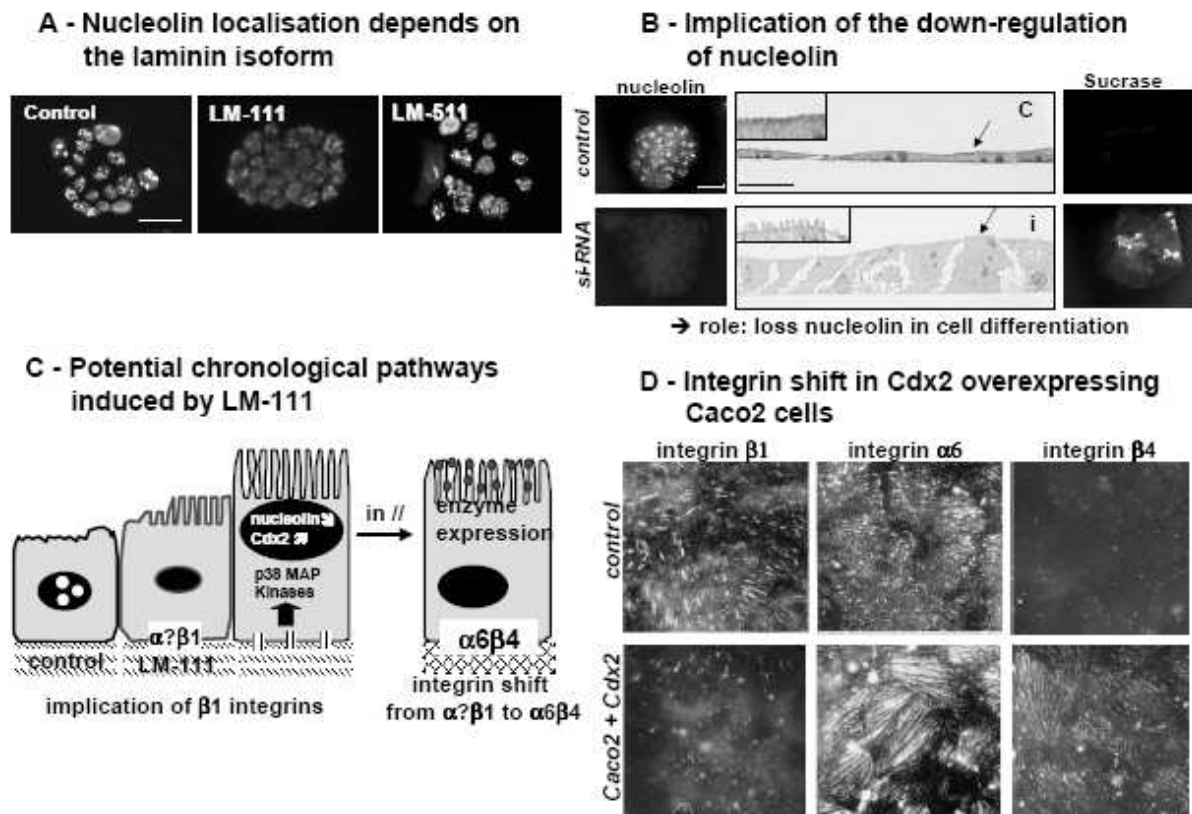 A - Nucleolin localisation depends on
the laminin isoform
Control
LM-111
LM-511
B - Implication of the down-regulation
of nucleolin
nucleolin
Sucrase
control
C
si-RNA
i
→ role: loss nucleolin in cell differentiation
C - Potential chronological pathways
induced by LM-111
nucleolin ↘
Cdx2 ↗
p38 MAP
Kinases
in //
enzyme
expression
α?β1
α6β4
control
LM-111
implication of β1 integrins
integrin shift
from α?β1 to α6β4
D - Integrin shift in Cdx2 overexpressing
Caco2 cells
integrin β1
integrin α6
integrin β4
control
Caco2 + Cdx2